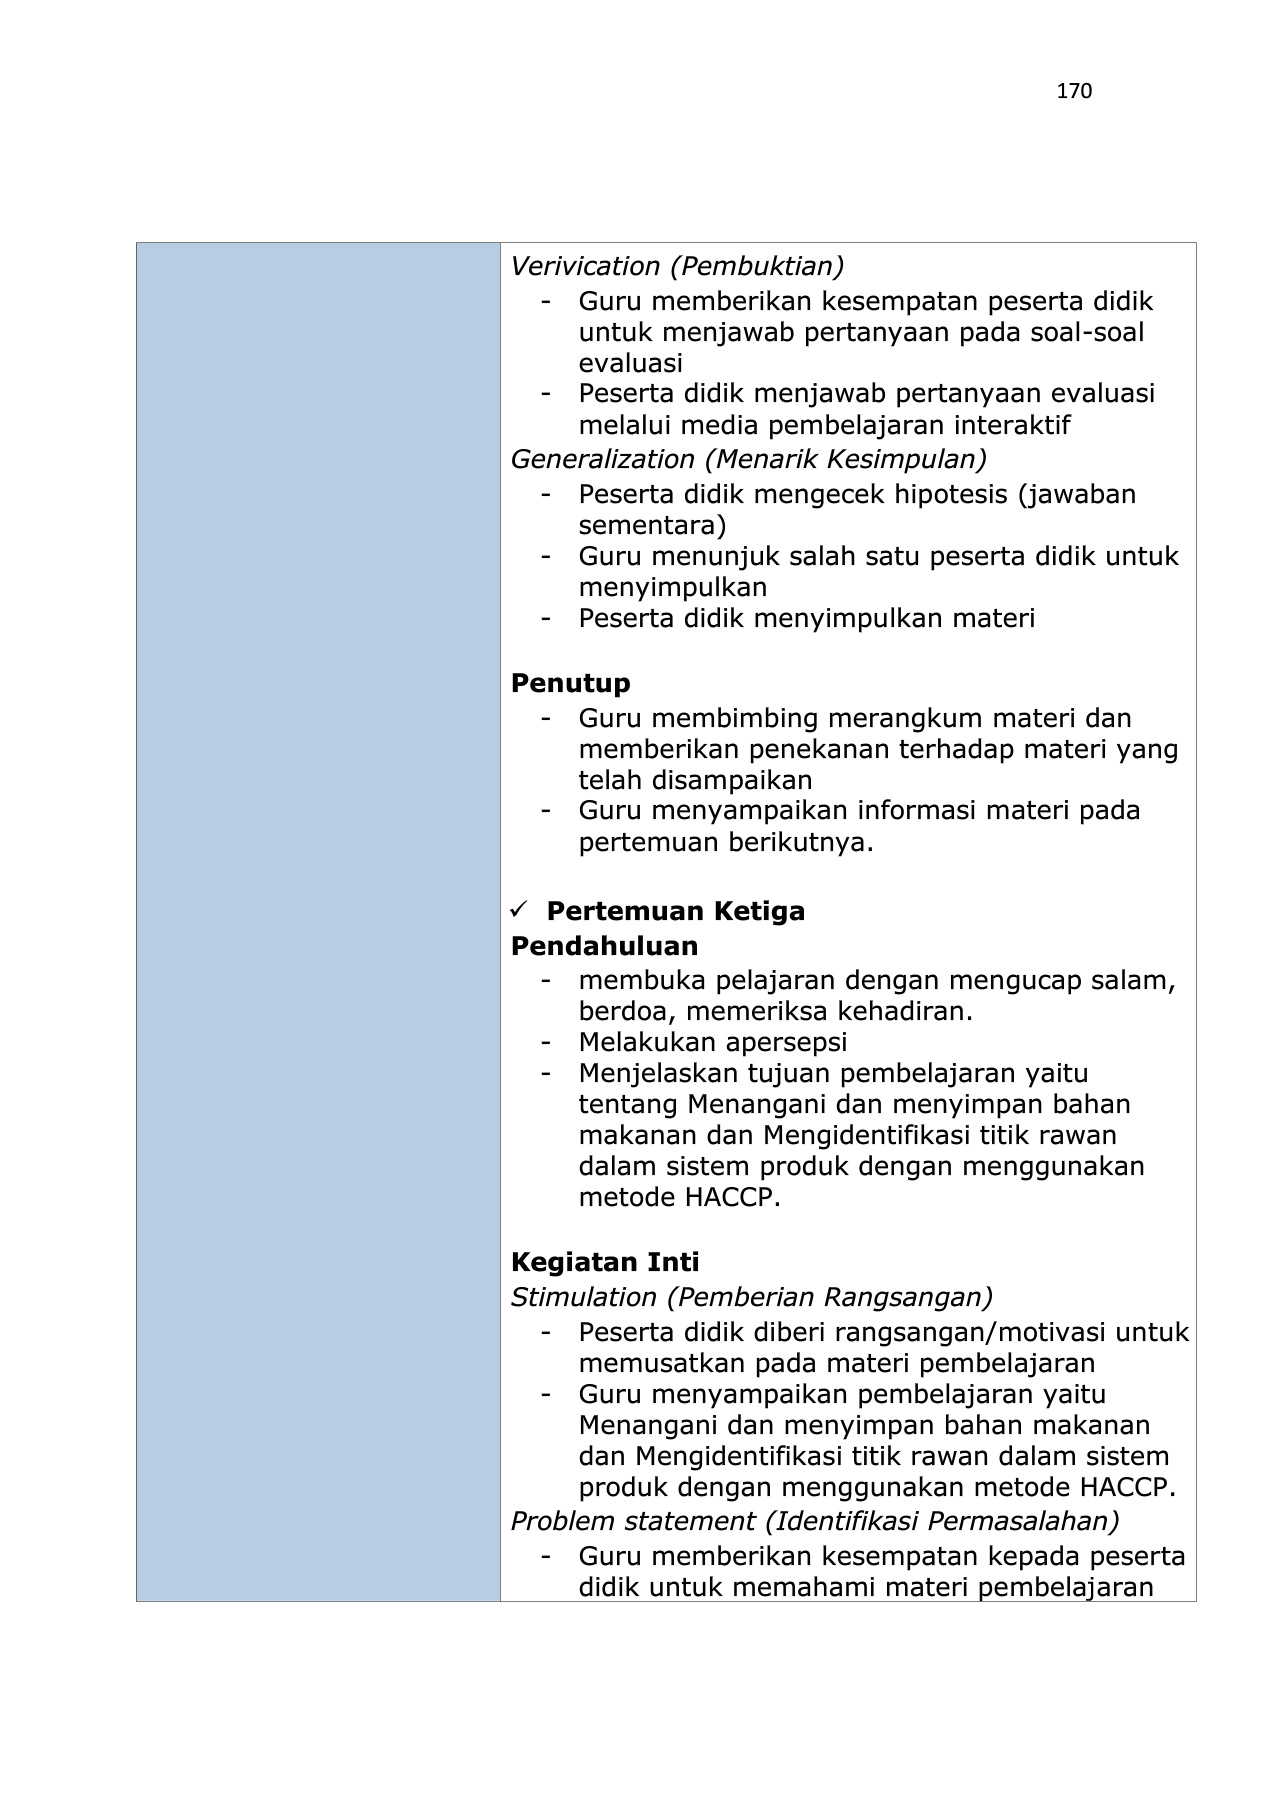 170
Verivication (Pembuktian)
- Guru memberikan kesempatan peserta didik
untuk menjawab pertanyaan pada soal-soal
evaluasi
- Peserta didik menjawab pertanyaan evaluasi
melalui media pembelajaran interaktif
Generalization (Menarik Kesimpulan)
- Peserta didik mengecek hipotesis (jawaban
sementara)
- Guru menunjuk salah satu peserta didik untuk
menyimpulkan
- Peserta didik menyimpulkan materi
Penutup
- Guru membimbing merangkum materi dan
memberikan penekanan terhadap materi yang
telah disampaikan
- Guru menyampaikan informasi materi pada
pertemuan berikutnya.
✓ Pertemuan Ketiga
Pendahuluan
- membuka pelajaran dengan mengucap salam,
berdoa, memeriksa kehadiran.
- Melakukan apersepsi
- Menjelaskan tujuan pembelajaran yaitu
tentang Menangani dan menyimpan bahan
makanan dan Mengidentifikasi titik rawan
dalam sistem produk dengan menggunakan
metode HACCP.
Kegiatan Inti
Stimulation (Pemberian Rangsangan)
- Peserta didik diberi rangsangan/motivasi untuk
memusatkan pada materi pembelajaran
- Guru menyampaikan pembelajaran yaitu
Menangani dan menyimpan bahan makanan
dan Mengidentifikasi titik rawan dalam sistem
produk dengan menggunakan metode HACCP.
Problem statement (Identifikasi Permasalahan)
- Guru memberikan kesempatan kepada peserta
didik untuk memahami materi pembelajaran